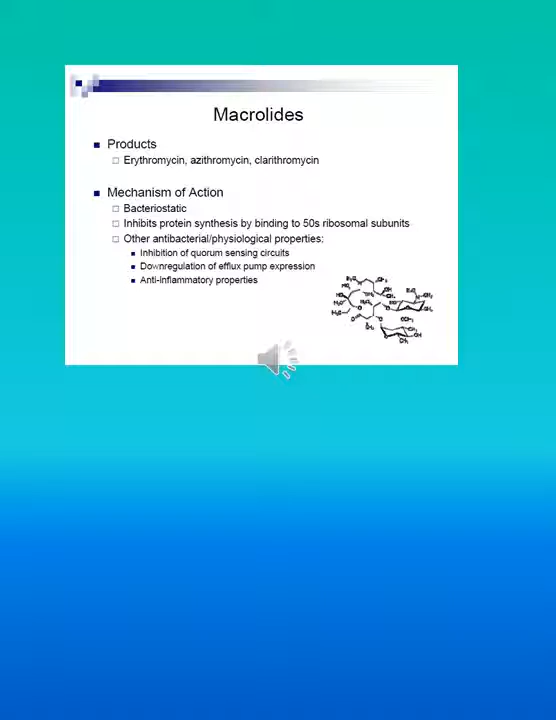 Macrolides
Products
Erythromycin, azithromycin, clarithromycin
Mechanism of Action
Bacteriostatic
Inhibits protein synthesis by binding to 50s ribosomal subunits
Other antibacterial/physiological properties:
Inhibition of quorum sensing circuits
Downregulation of efflux pump expression
Anti-inflammatory properties